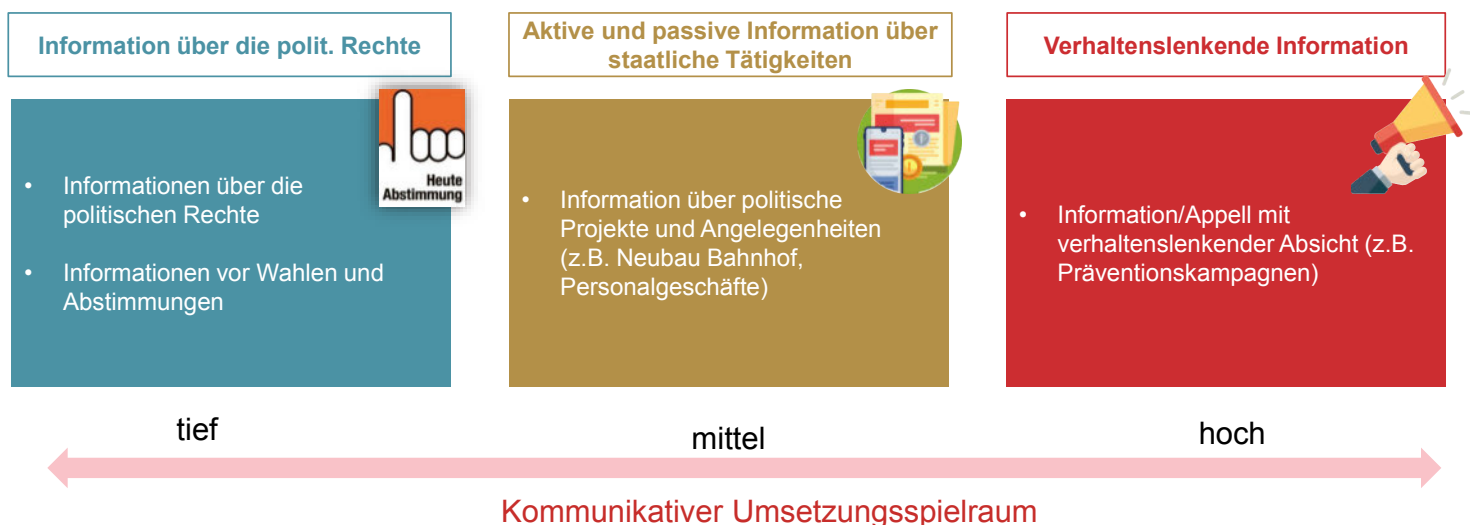 Information über die polit. Rechte
Heute
Abstimmung
• Informationen über die
politischen Rechte
• Informationen vor Wahlen und
Abstimmungen
Aktive und passive Information über
staatliche Tätigkeiten
• Information über politische
Projekte und Angelegenheiten
(z.B. Neubau Bahnhof,
Personalgeschäfte)
Verhaltenslenkende Information
• Information/Appell mit
verhaltenslenkender Absicht (z.B.
Präventionskampagnen)
tief
mittel
hoch
Kommunikativer Umsetzungsspielraum